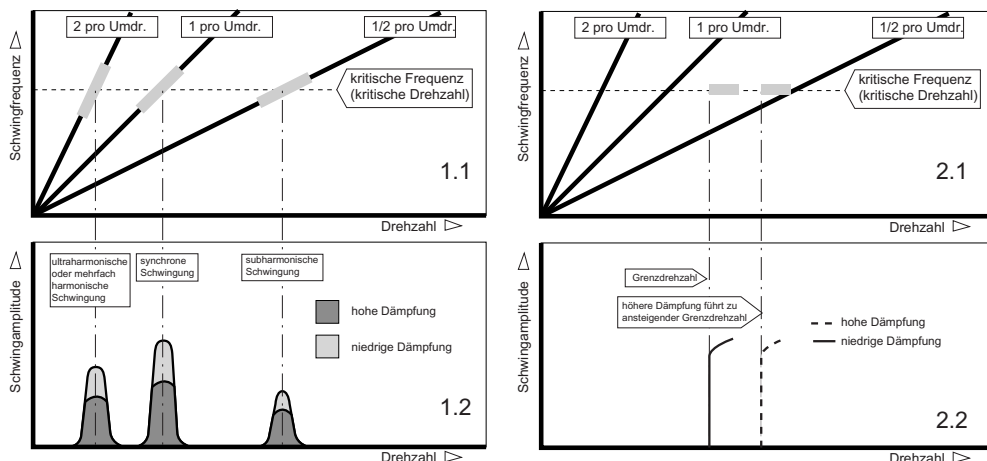 2 pro Umdr.
1 pro Umdr.
1/2 pro Umdr.
Schwingfrequenz
kritische Frequenz
(kritische Drehzahl)
1.1
Drehzahl
ultraharmonische
oder mehrfach
harmonische
Schwingung
synchrone
Schwingung
subharmonische
Schwingung
Schwingamplitude
hohe Dämpfung
niedrige Dämpfung
1.2
Drehzahl
2 pro Umdr.
1 pro Umdr.
1/2 pro Umdr.
Schwingfrequenz
kritische Frequenz
(kritische Drehzahl)
2.1
Drehzahl
Grenzdrehzahl
höhere Dämpfung führt zu
ansteigender Grenzdrehzahl
Schwingamplitude
hohe Dämpfung
niedrige Dämpfung
2.2
Drehzahl